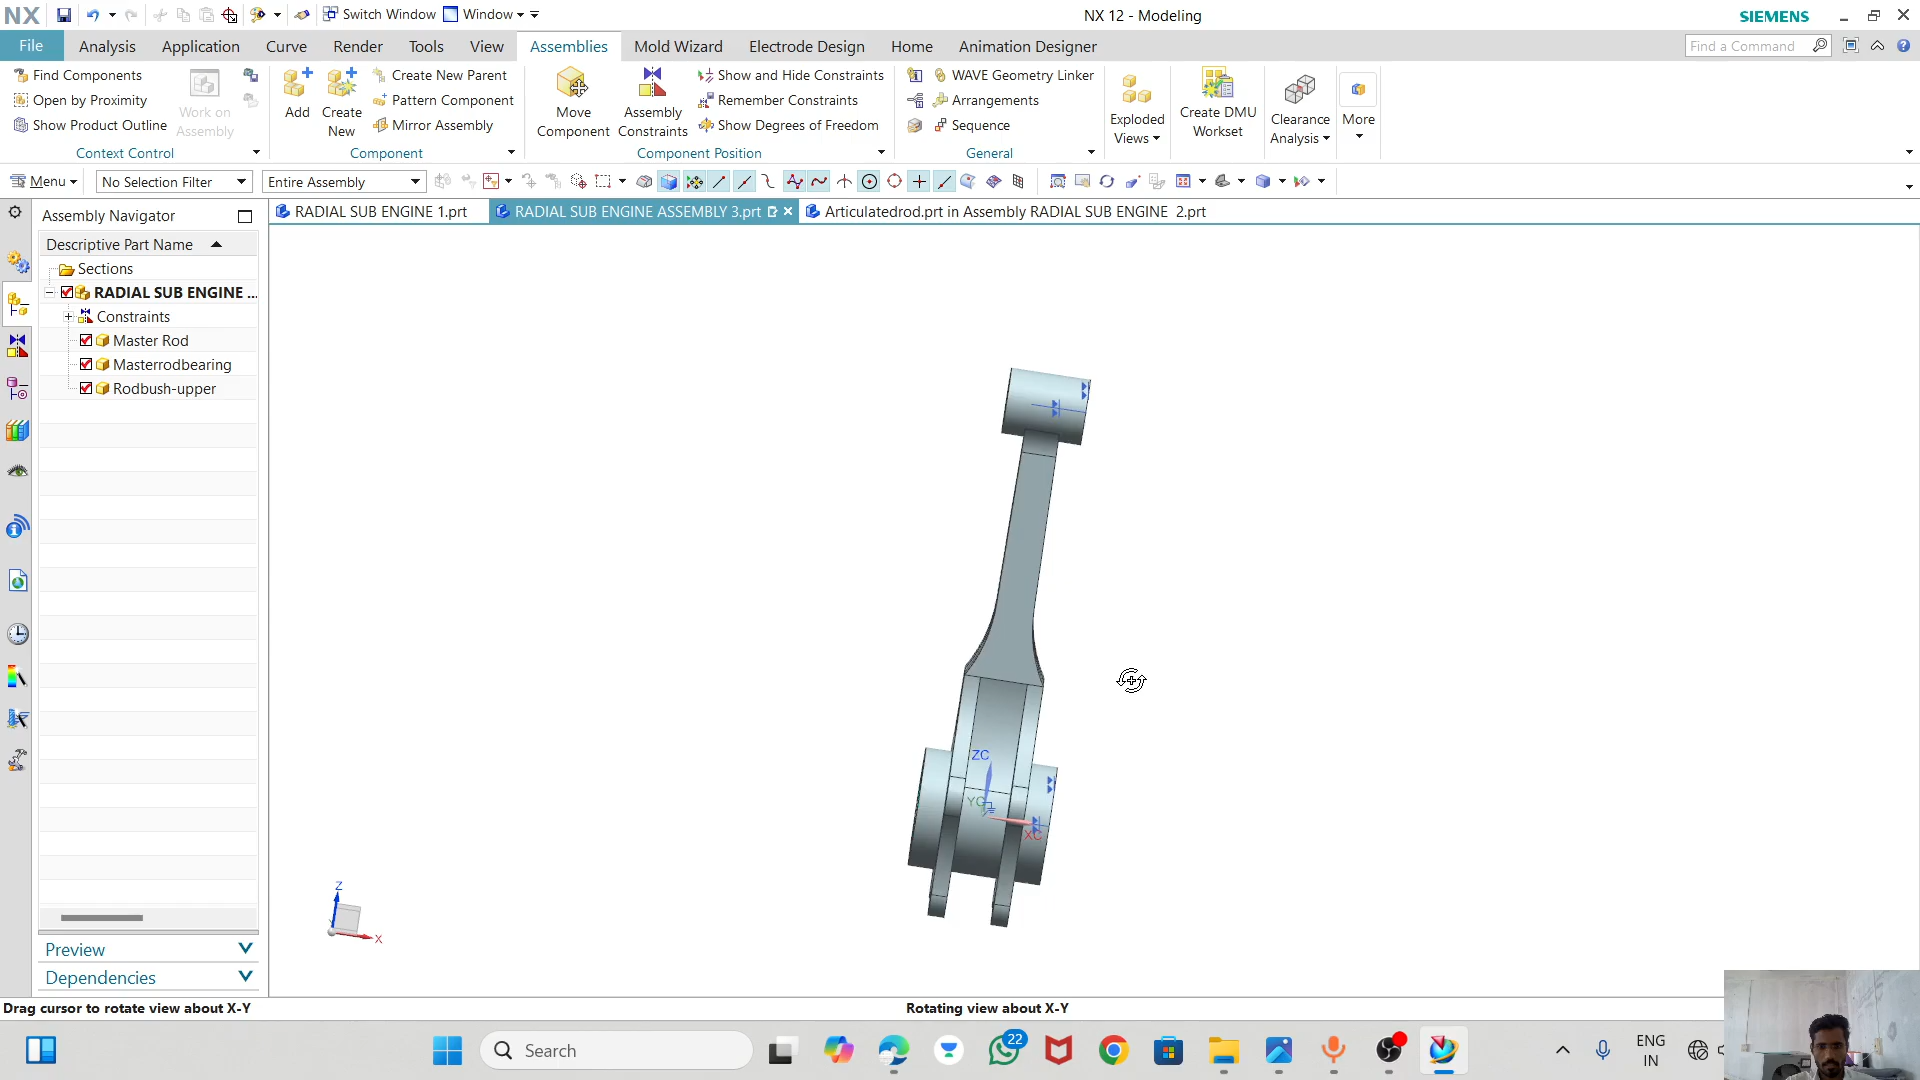 NX
Switch Window
Window
NX 12 - Modeling
SIEMENS
File
Analysis
Application
Curve
Render
Tools
View
Assemblies
Mold Wizard
Electrode Design
Home
Animation Designer
Find a Command
Find Components
Open by Proximity
Show Product Outline
Work on
Assembly
Context Control
Add
Create
New
Create New Parent
Pattern Component
Mirror Assembly
Component
Move
Component
Assembly
Constraints
Show and Hide Constraints
Remember Constraints
Show Degrees of Freedom
Component Position
WAVE Geometry Linker
Arrangements
Sequence
General
Exploded
Views
Create DMU
Workset
Clearance
Analysis
More
Menu
No Selection Filter
Entire Assembly
Assembly Navigator
RADIAL SUB ENGINE 1.prt
RADIAL SUB ENGINE ASSEMBLY 3.prt
Articulatedrod.prt in Assembly RADIAL SUB ENGINE 2.prt
Descriptive Part Name
Sections
RADIAL SUB ENGINE ...
Constraints
Master Rod
Masterrodbearing
Rodbush-upper
ZC
YC
XC
Z
X
Preview
Dependencies
Drag cursor to rotate view about X-Y
Rotating view about X-Y
Search
22
ENG
IN